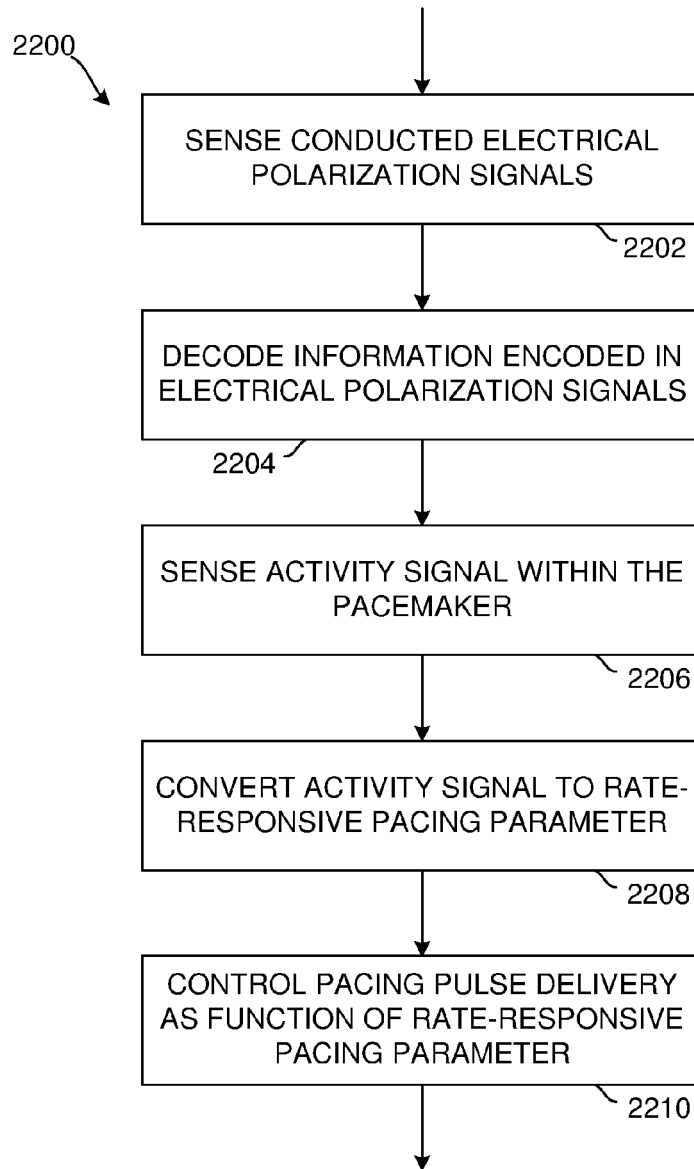 2200
SENSE CONDUCTED ELECTRICAL
POLARIZATION SIGNALS
2202
DECODE INFORMATION ENCODED IN
ELECTRICAL POLARIZATION SIGNALS
2204
SENSE ACTIVITY SIGNAL WITHIN THE
PACEMAKER
2206
CONVERT ACTIVITY SIGNAL TO RATE-
RESPONSIVE PACING PARAMETER
2208
CONTROL PACING PULSE DELIVERY
AS FUNCTION OF RATE-RESPONSIVE
PACING PARAMETER
2210